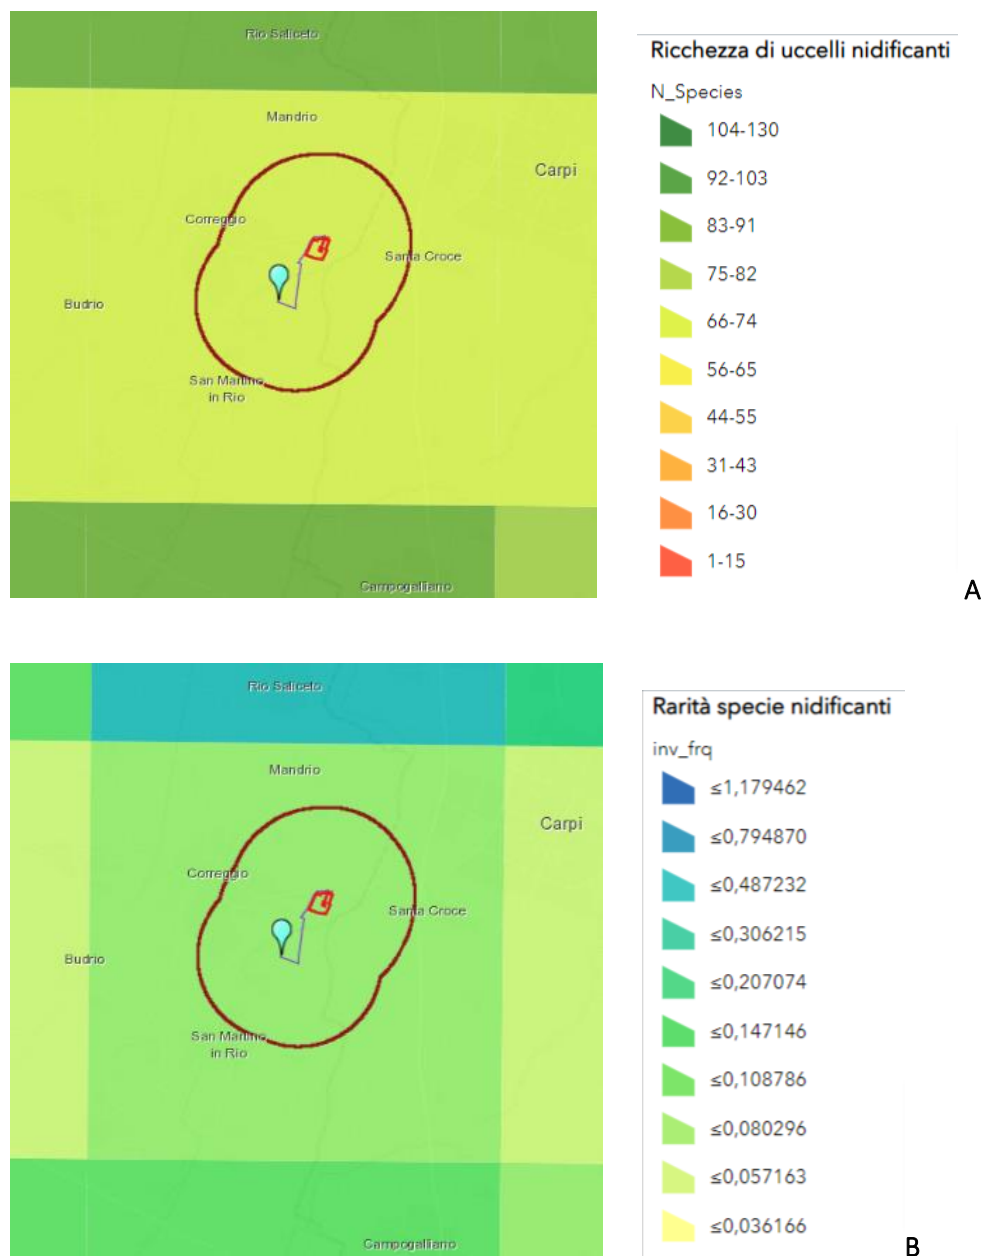 Rio Saliceto
Mandrio
Carpi
Correggio
Santa Croce
Budrio
San Martino
in Rio
Campogalliano
Ricchezza di uccelli nidificanti
N_Species
104-130
92-103
83-91
75-82
66-74
56-65
44-55
31-43
16-30
1-15
A
Rio Saliceto
Mandrio
Carpi
Correggio
Santa Croce
Budrio
San Martino
in Rio
Campogalliano
Rarità specie nidificanti
inv_frq
≤1,179462
≤0,794870
≤0,487232
≤0,306215
≤0,207074
≤0,147146
≤0,108786
≤0,080296
≤0,057163
≤0,036166
B